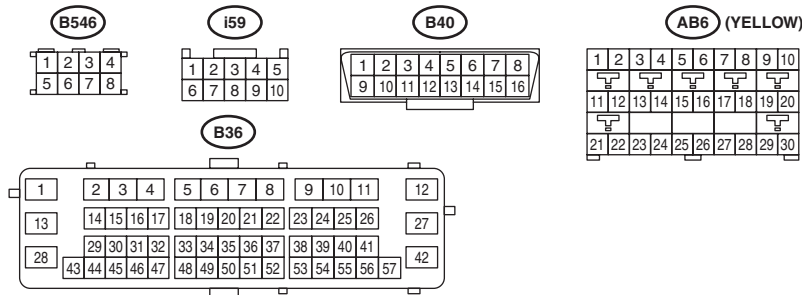 B546
1 2 3 4
5 6 7 8
i59
1 2 3 4 5
6 7 8 9 10
B40
1 2 3 4 5 6 7 8
9 10 11 12 13 14 15 16
AB6 (YELLOW)
1 2 3 4 5 6 7 8 9 10
11 12 13 14 15 16 17 18 19 20
21 22 23 24 25 26 27 28 29 30
B36
1 2 3 4 5 6 7 8 9 10 11 12
13 14 15 16 17 18 19 20 21 22 23 24 25 26 27
28 29 30 31 32 33 34 35 36 37 38 39 40 41 42
43 44 45 46 47 48 49 50 51 52 53 54 55 56 57